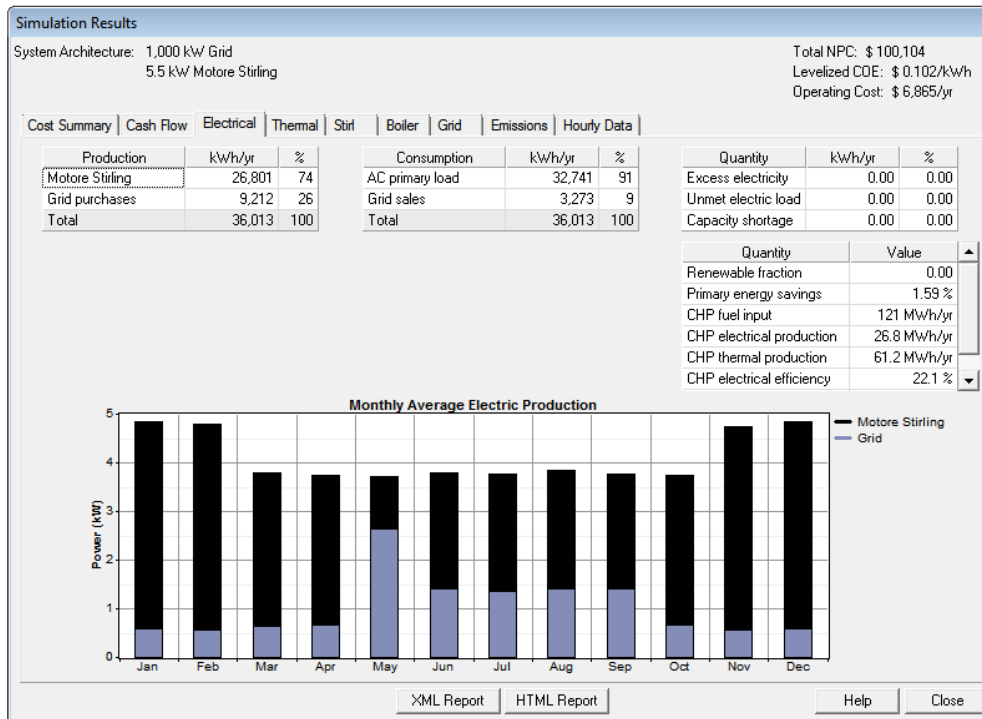 Simulation Results
System Architecture: 1,000 kW Grid
5.5 kW Motore Stirling
Total NPC: $ 100,104
Levelized COE: $ 0.102/kWh
Operating Cost: $ 6,865/yr
Cost Summary Cash Flow Electrical Thermal Stirl Boiler Grid Emissions Hourly Data
Production kWh/yr %
Motore Stirling 26,801 74
Grid purchases 9,212 26
Total 36,013 100
Consumption kWh/yr %
AC primary load 32,741 91
Grid sales 3,273 9
Total 36,013 100
Quantity kWh/yr %
Excess electricity 0.00 0.00
Unmet electric load 0.00 0.00
Capacity shortage 0.00 0.00
Quantity Value
Renewable fraction 0.00
Primary energy savings 1.59 %
CHP fuel input 121 MWh/yr
CHP electrical production 26.8 MWh/yr
CHP thermal production 61.2 MWh/yr
CHP electrical efficiency 22.1 %
Monthly Average Electric Production
Power (kW)
5
4
3
2
1
0
Jan Feb Mar Apr May Jun Jul Aug Sep Oct Nov Dec
Motore Stirling
Grid
XML Report HTML Report Help Close